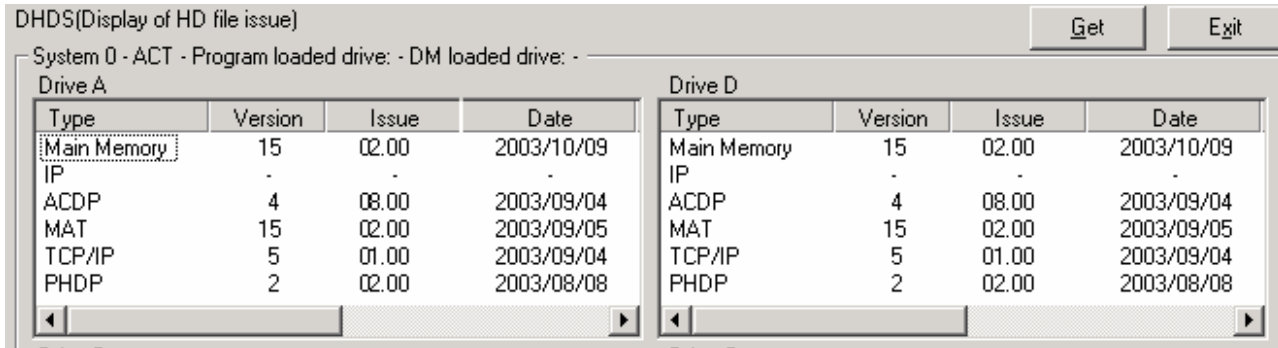 DHDS(Display of HD file issue)
Get Exit
System 0 - ACT - Program loaded drive: - DM loaded drive: -
Drive A
Type Version Issue Date
Main Memory 15 02.00 2003/10/09
IP - - -
ACDP 4 08.00 2003/09/04
MAT 15 02.00 2003/09/05
TCP/IP 5 01.00 2003/09/04
PHDP 2 02.00 2003/08/08
Drive D
Type Version Issue Date
Main Memory 15 02.00 2003/10/09
IP - - -
ACDP 4 08.00 2003/09/04
MAT 15 02.00 2003/09/05
TCP/IP 5 01.00 2003/09/04
PHDP 2 02.00 2003/08/08